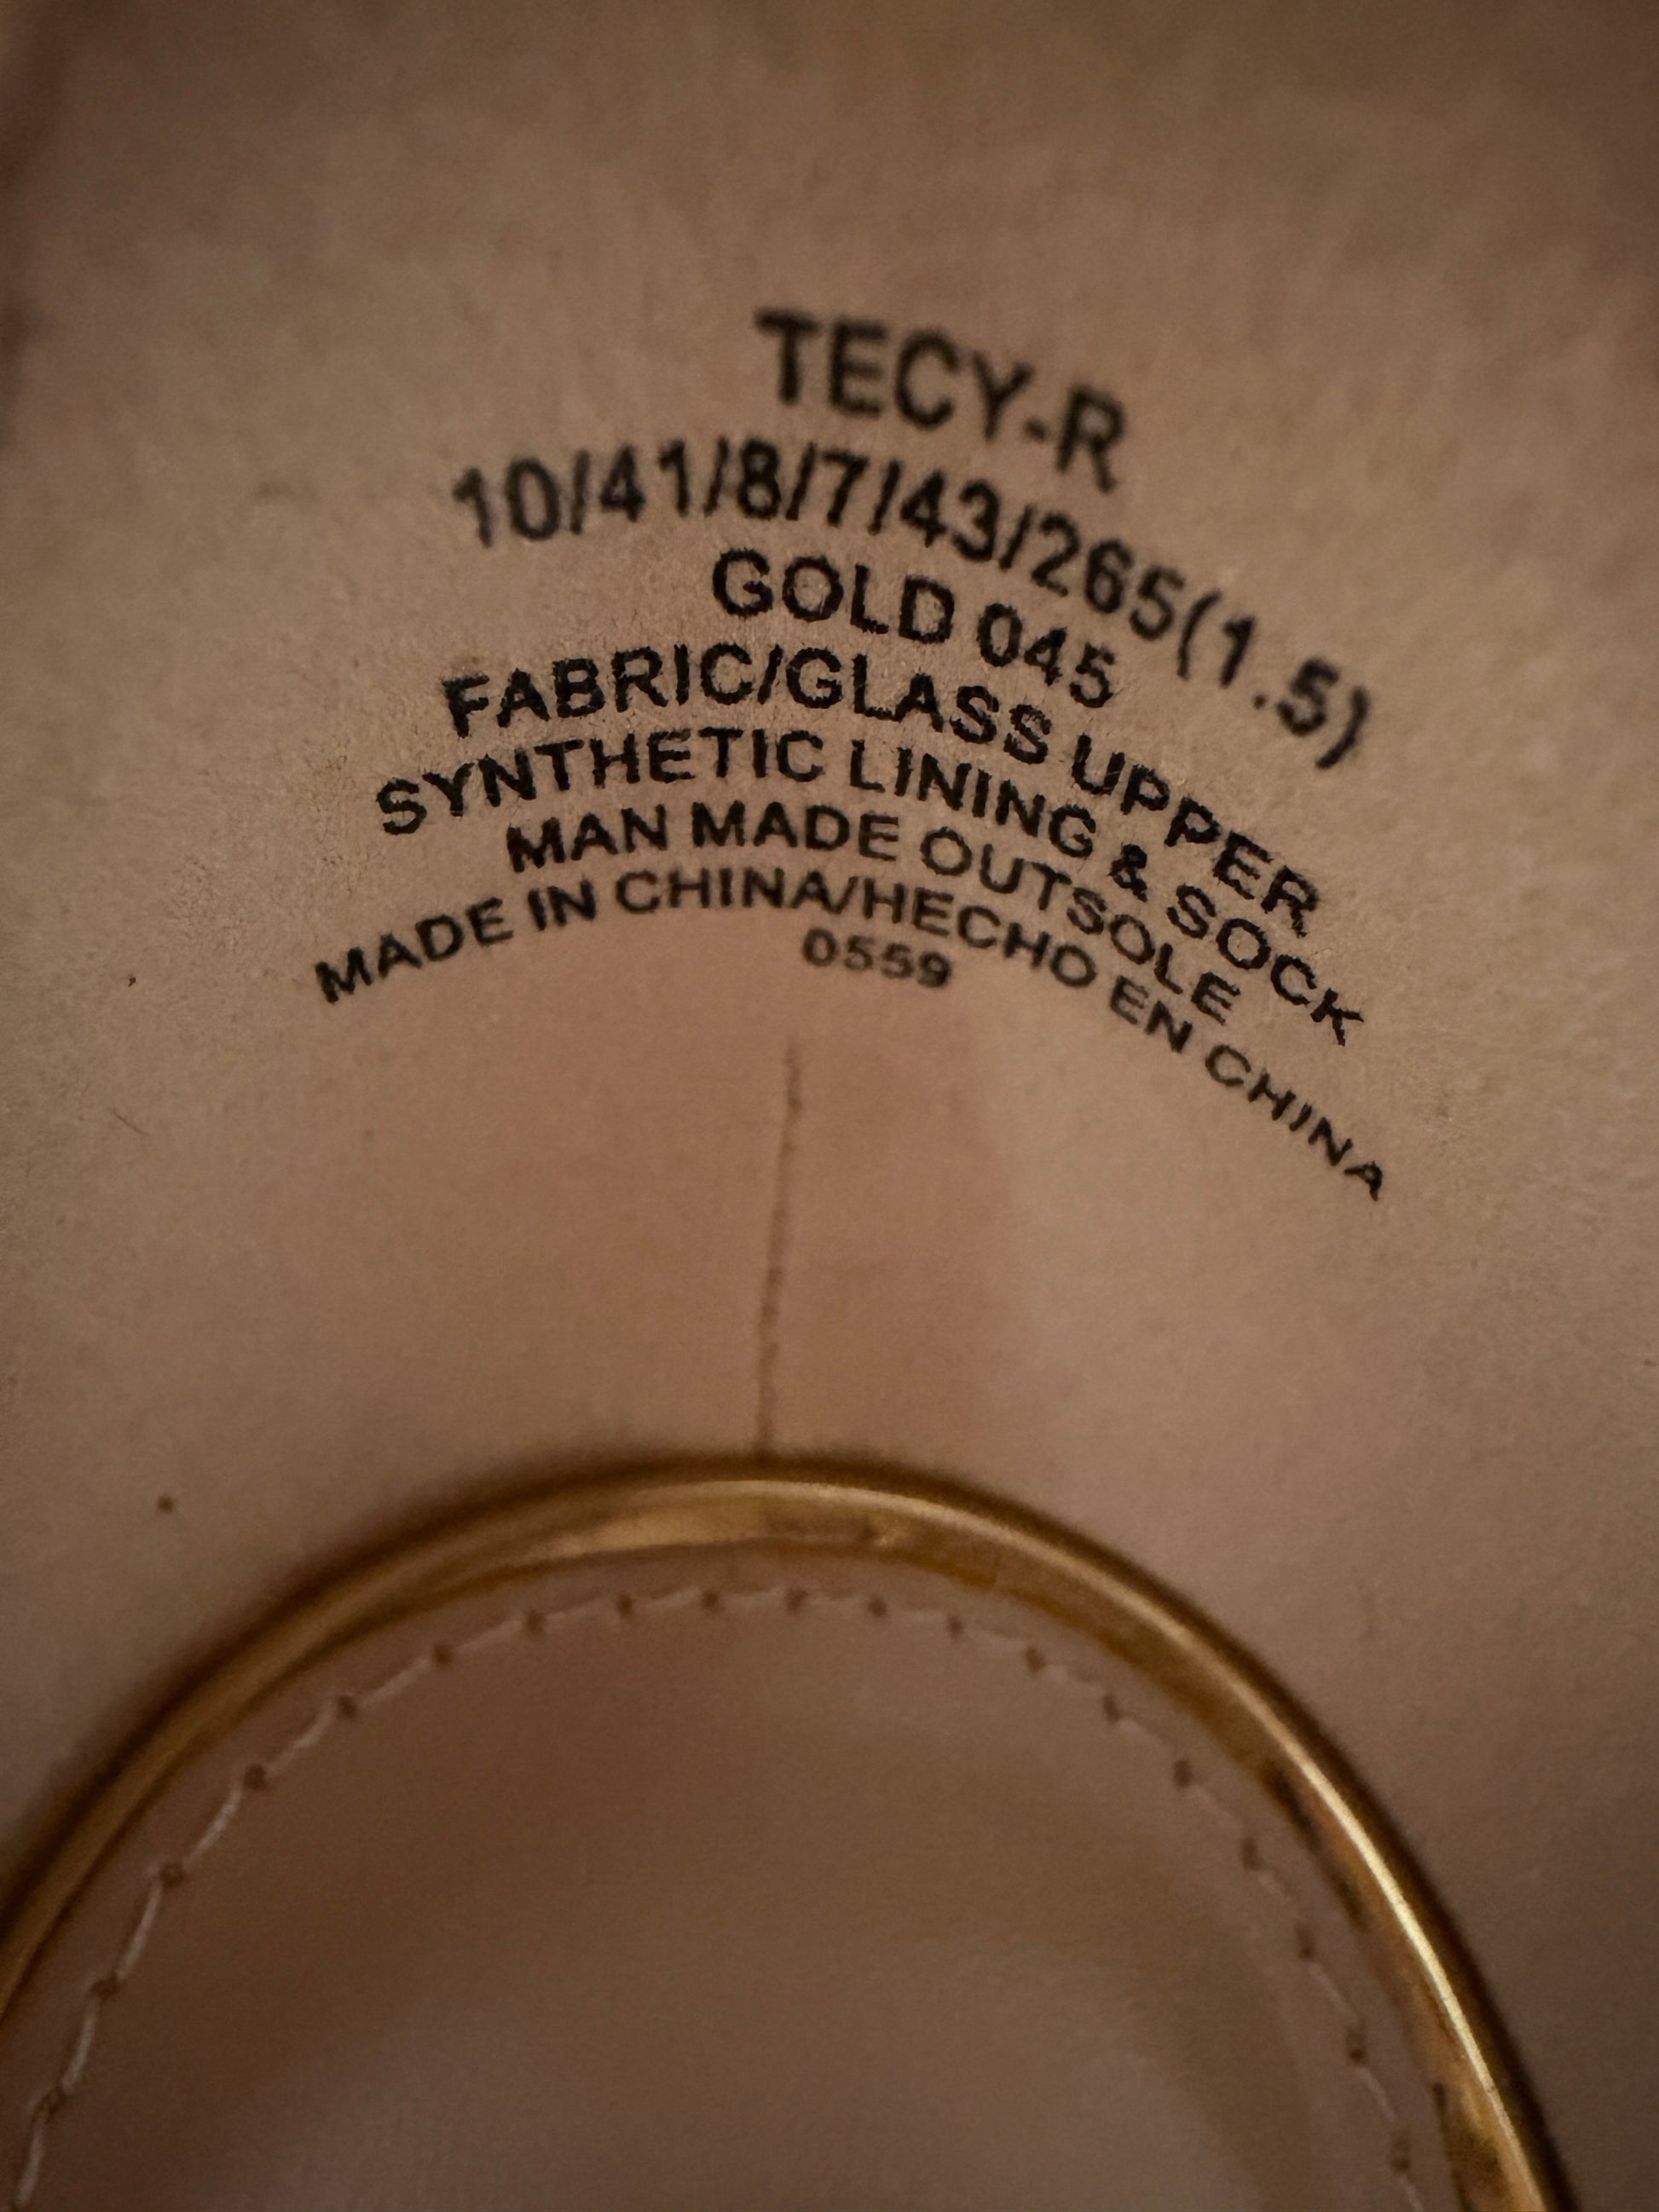 TECY-R
10/41/8/7/43/265(1.5)
GOLD 045
FABRIC/GLASS UPPER
SYNTHETIC LINING & SOCK
MAN MADE OUTSOLE
MADE IN CHINA/HECHO EN CHINA
0559